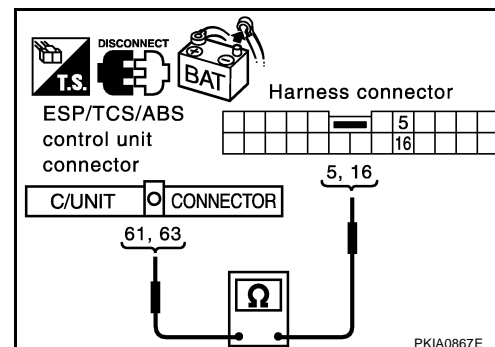 T.S.
DISCONNECT
BAT
Harness connector
5
16
ESP/TCS/ABS
control unit
connector
5, 16
C/UNIT
CONNECTOR
61, 63
Ω
PKIA0867E